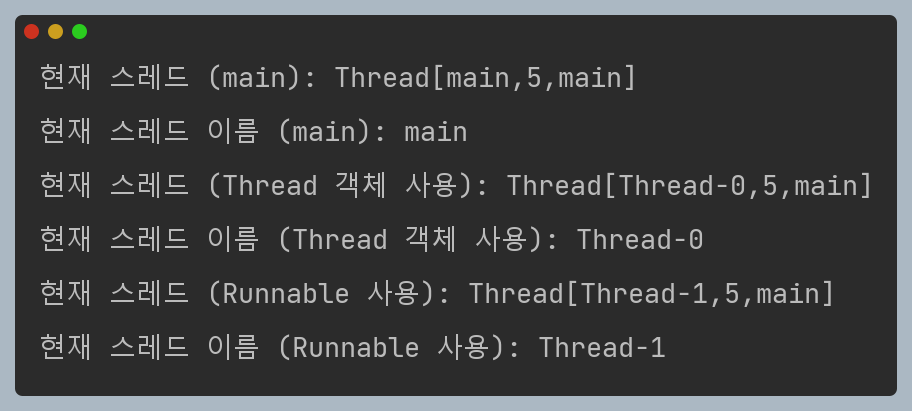 현재 스레드 (main): Thread[main,5,main]
현재 스레드 이름 (main): main
현재 스레드 (Thread 객체 사용): Thread[Thread-0,5,main]
현재 스레드 이름 (Thread 객체 사용): Thread-0
현재 스레드 (Runnable 사용): Thread[Thread-1,5,main]
현재 스레드 이름 (Runnable 사용): Thread-1